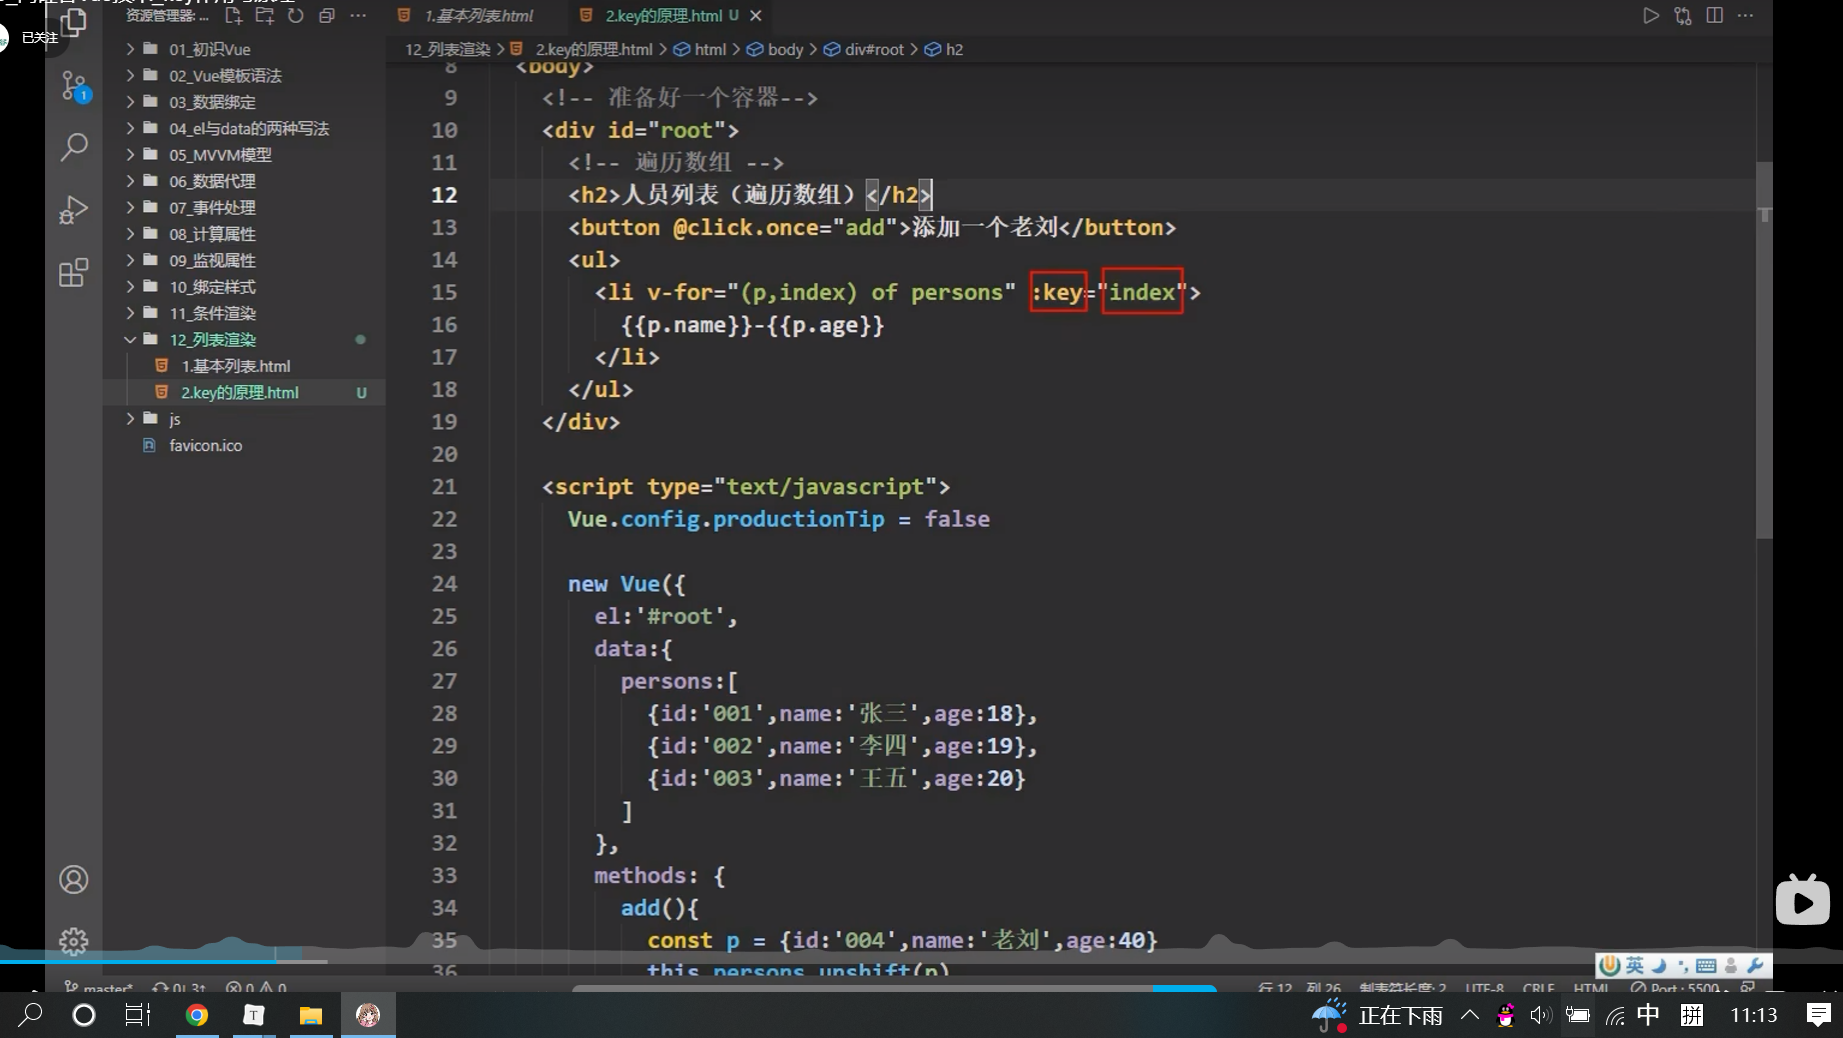 已关注
资源管理器: ...
1.基本列表.html
2.key的原理.html U
12_列表渲染 > 2.key的原理.html > html > body > div#root > h2
01_初识Vue
02_Vue模板语法
03_数据绑定
04_el与data的两种写法
05_MVVM模型
06_数据代理
07_事件处理
08_计算属性
09_监视属性
10_绑定样式
11_条件渲染
12_列表渲染
1.基本列表.html
2.key的原理.html U
js
favicon.ico
1
8 <body>
9 <!-- 准备好一个容器-->
10 <div id="root">
11 <!-- 遍历数组 -->
12 <h2>人员列表（遍历数组）</h2>
13 <button @click.once="add">添加一个老刘</button>
14 <ul>
15 <li v-for="(p,index) of persons" :key="index">
16 {{p.name}}-{{p.age}}
17 </li>
18 </ul>
19 </div>
20
21 <script type="text/javascript">
22 Vue.config.productionTip = false
23
24 new Vue({
25 el:'#root',
26 data:{
27 persons:[
28 {id:'001',name:'张三',age:18},
29 {id:'002',name:'李四',age:19},
30 {id:'003',name:'王五',age:20}
31 ]
32 },
33 methods: {
34 add(){
35 const p = {id:'004',name:'老刘',age:40}
36 this.persons.unshift(p)
英
master* 0↓ 3↑ 0 0
行 12 列 26 制表符长度: 2 UTF-8 CRLF HTML Port : 5500
T
正在下雨 中 拼 11:13